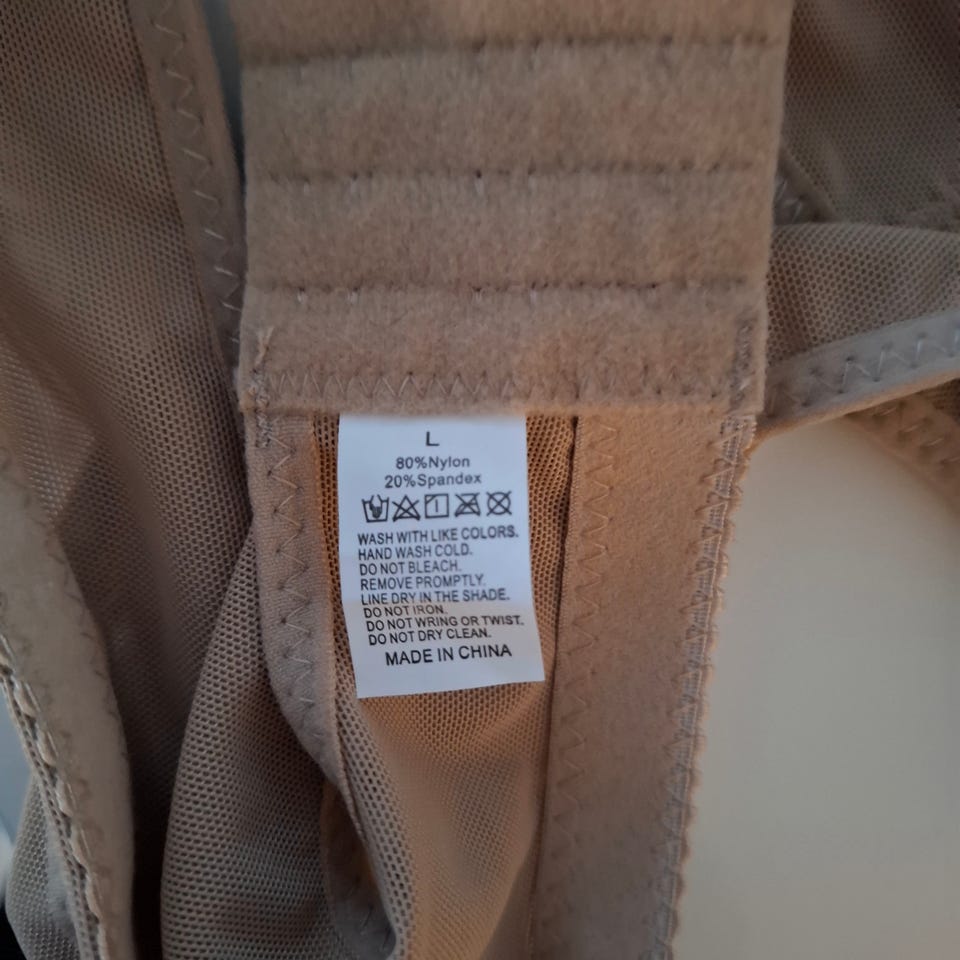 L
80%Nylon
20%Spandex
WASH WITH LIKE COLORS.
HAND WASH COLD.
DO NOT BLEACH.
REMOVE PROMPTLY.
LINE DRY IN THE SHADE.
DO NOT IRON.
DO NOT WRING OR TWIST.
DO NOT DRY CLEAN.
MADE IN CHINA